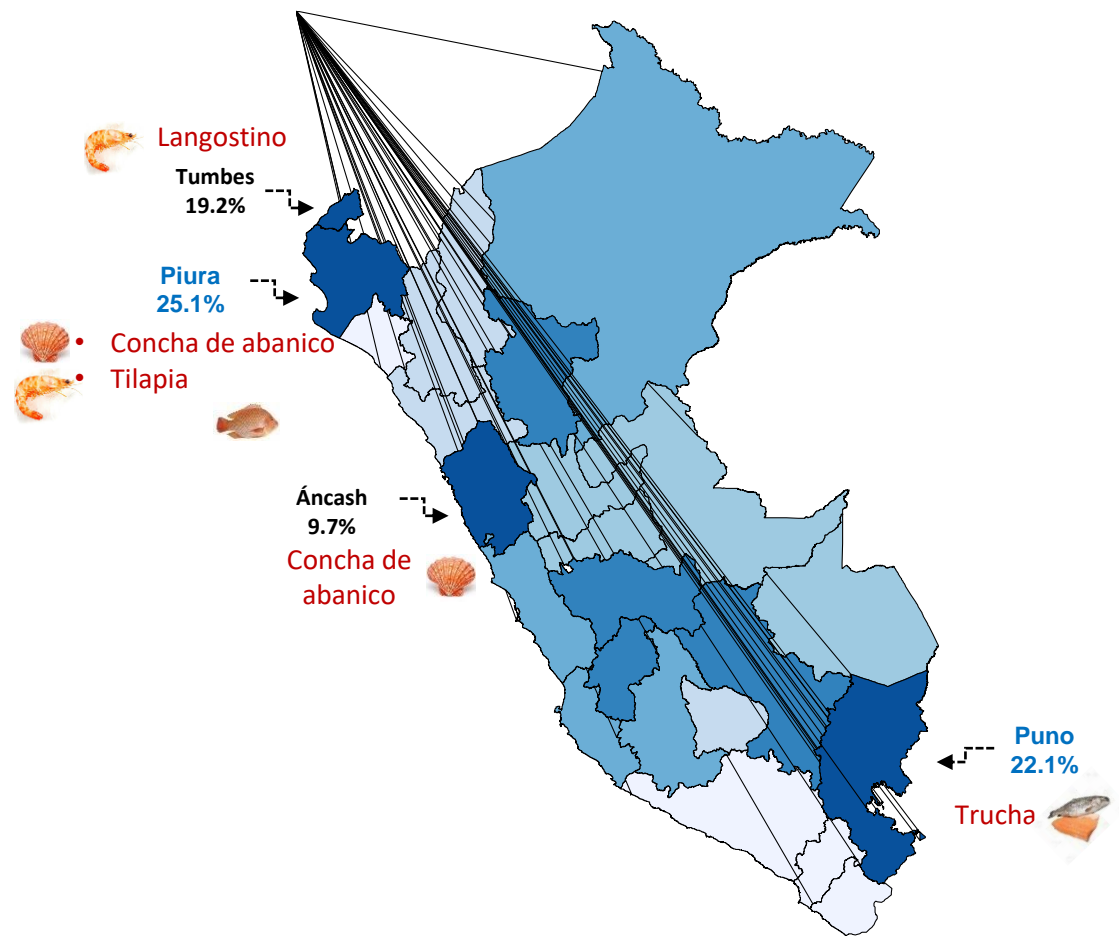 Langostino
Tumbes
19.2%
Piura
25.1%
• Concha de abanico
• Tilapia
Áncash
9.7%
Concha de
abanico
Puno
22.1%
Trucha